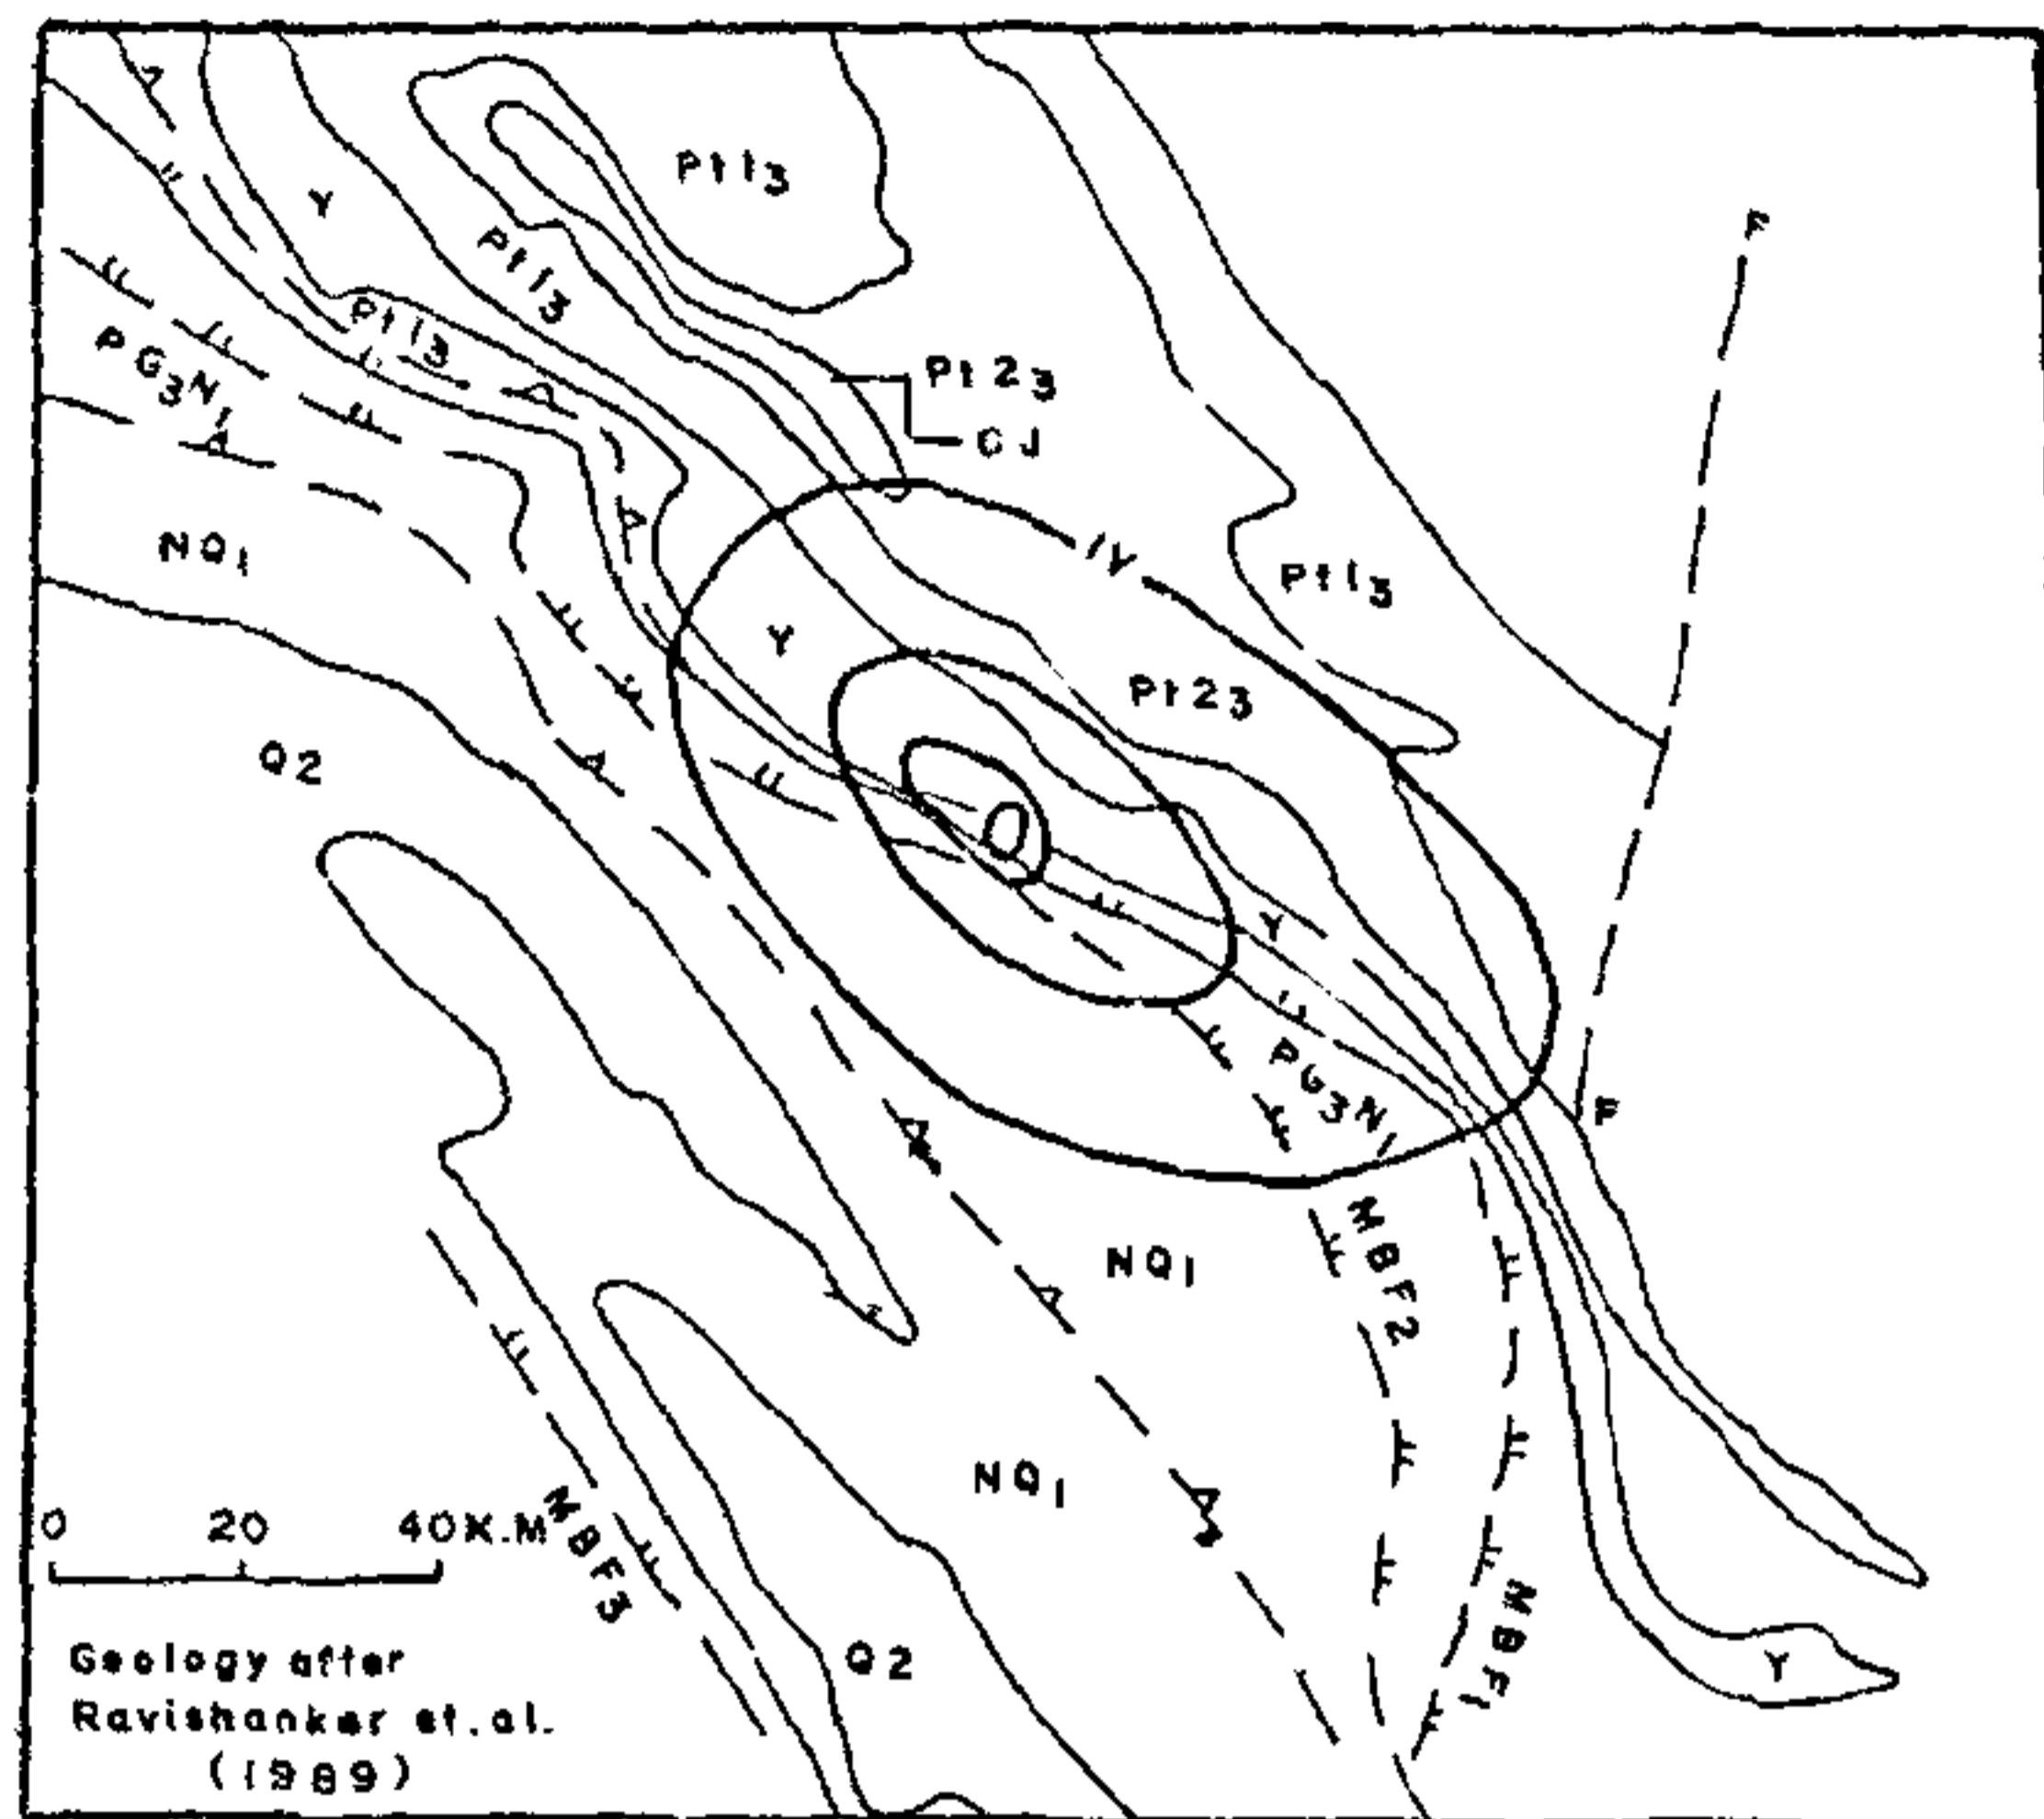 Pt13
Y
F
Pt13
Pt13
PG3N1
Pt23
CJ
NQ1
IV
Pt13
Y
Pt23
Q2
Y
PG3N1
F
MBF2
NQ1
NQ1
0 20 40K.M
MBF3
MBF1
Q2
Y
Geology after
Ravishanker et.al.
(1989)